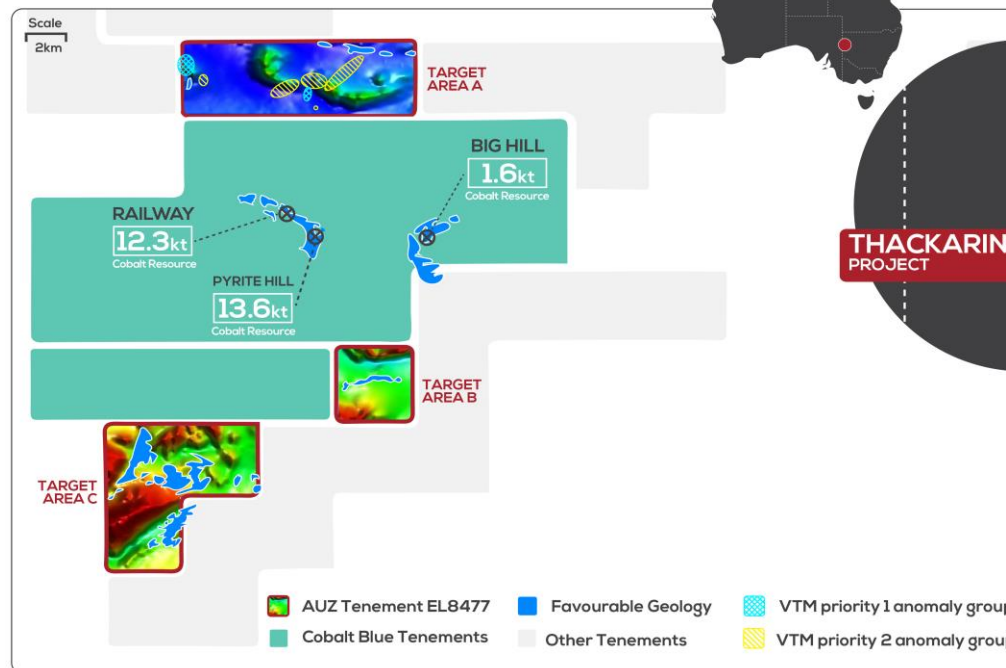 Scale
2km
TARGET
AREA A
BIG HILL
1.6kt
Cobalt Resource
RAILWAY
12.3kt
Cobalt Resource
PYRITE HILL
13.6kt
Cobalt Resource
THACKARIN
PROJECT
TARGET
AREA B
TARGET
AREA C
AUZ Tenement EL8477
Favourable Geology
VTM priority 1 anomaly group
Cobalt Blue Tenements
Other Tenements
VTM priority 2 anomaly group